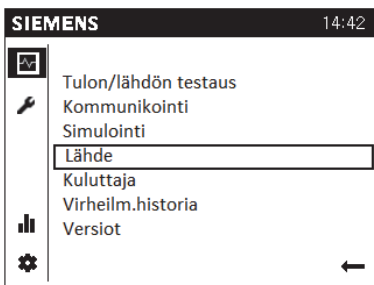 SIEMENS 14:42
Tulon/lähdön testaus
Kommunikointi
Simulointi
Lähde
Kuluttaja
Virheilm.historia
Versiot